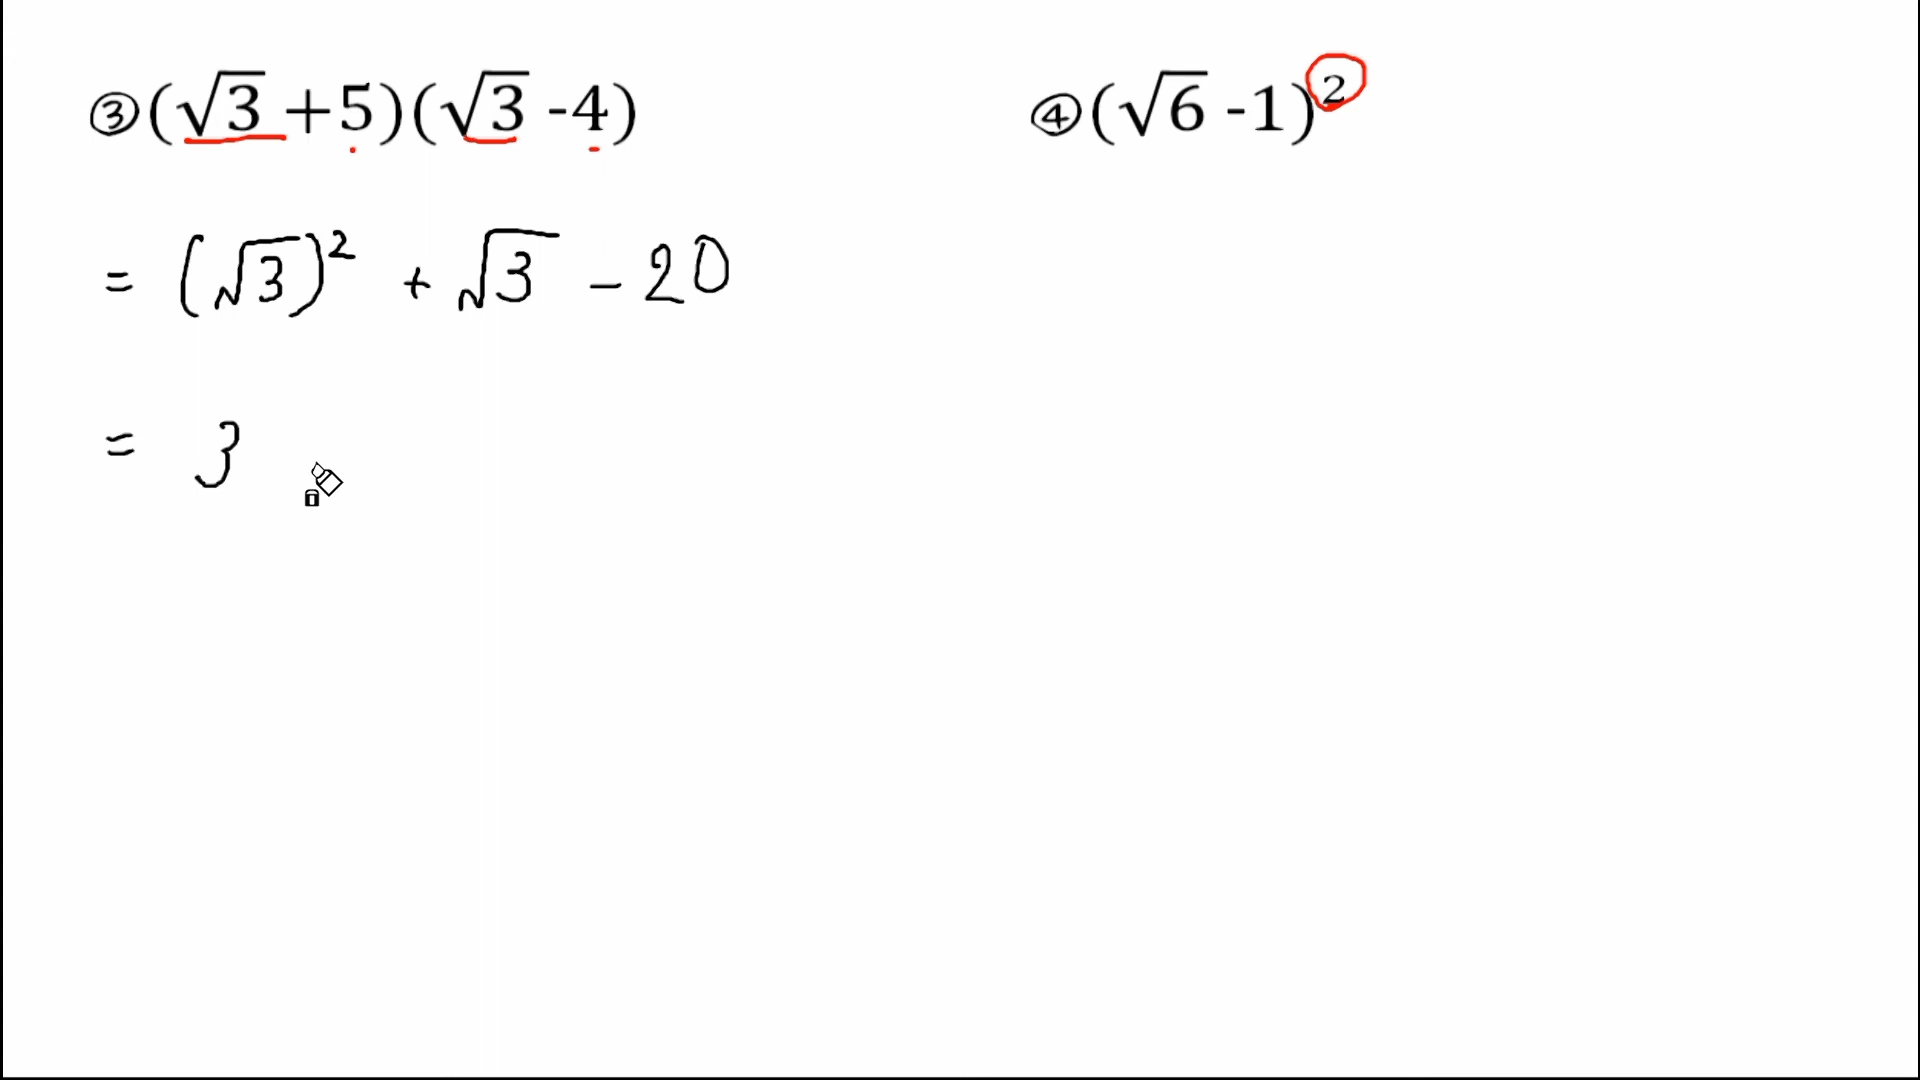 ③(√3 +5)(√3 -4)
= (√3)² + √3 - 20
= 3
④(√6 -1)²